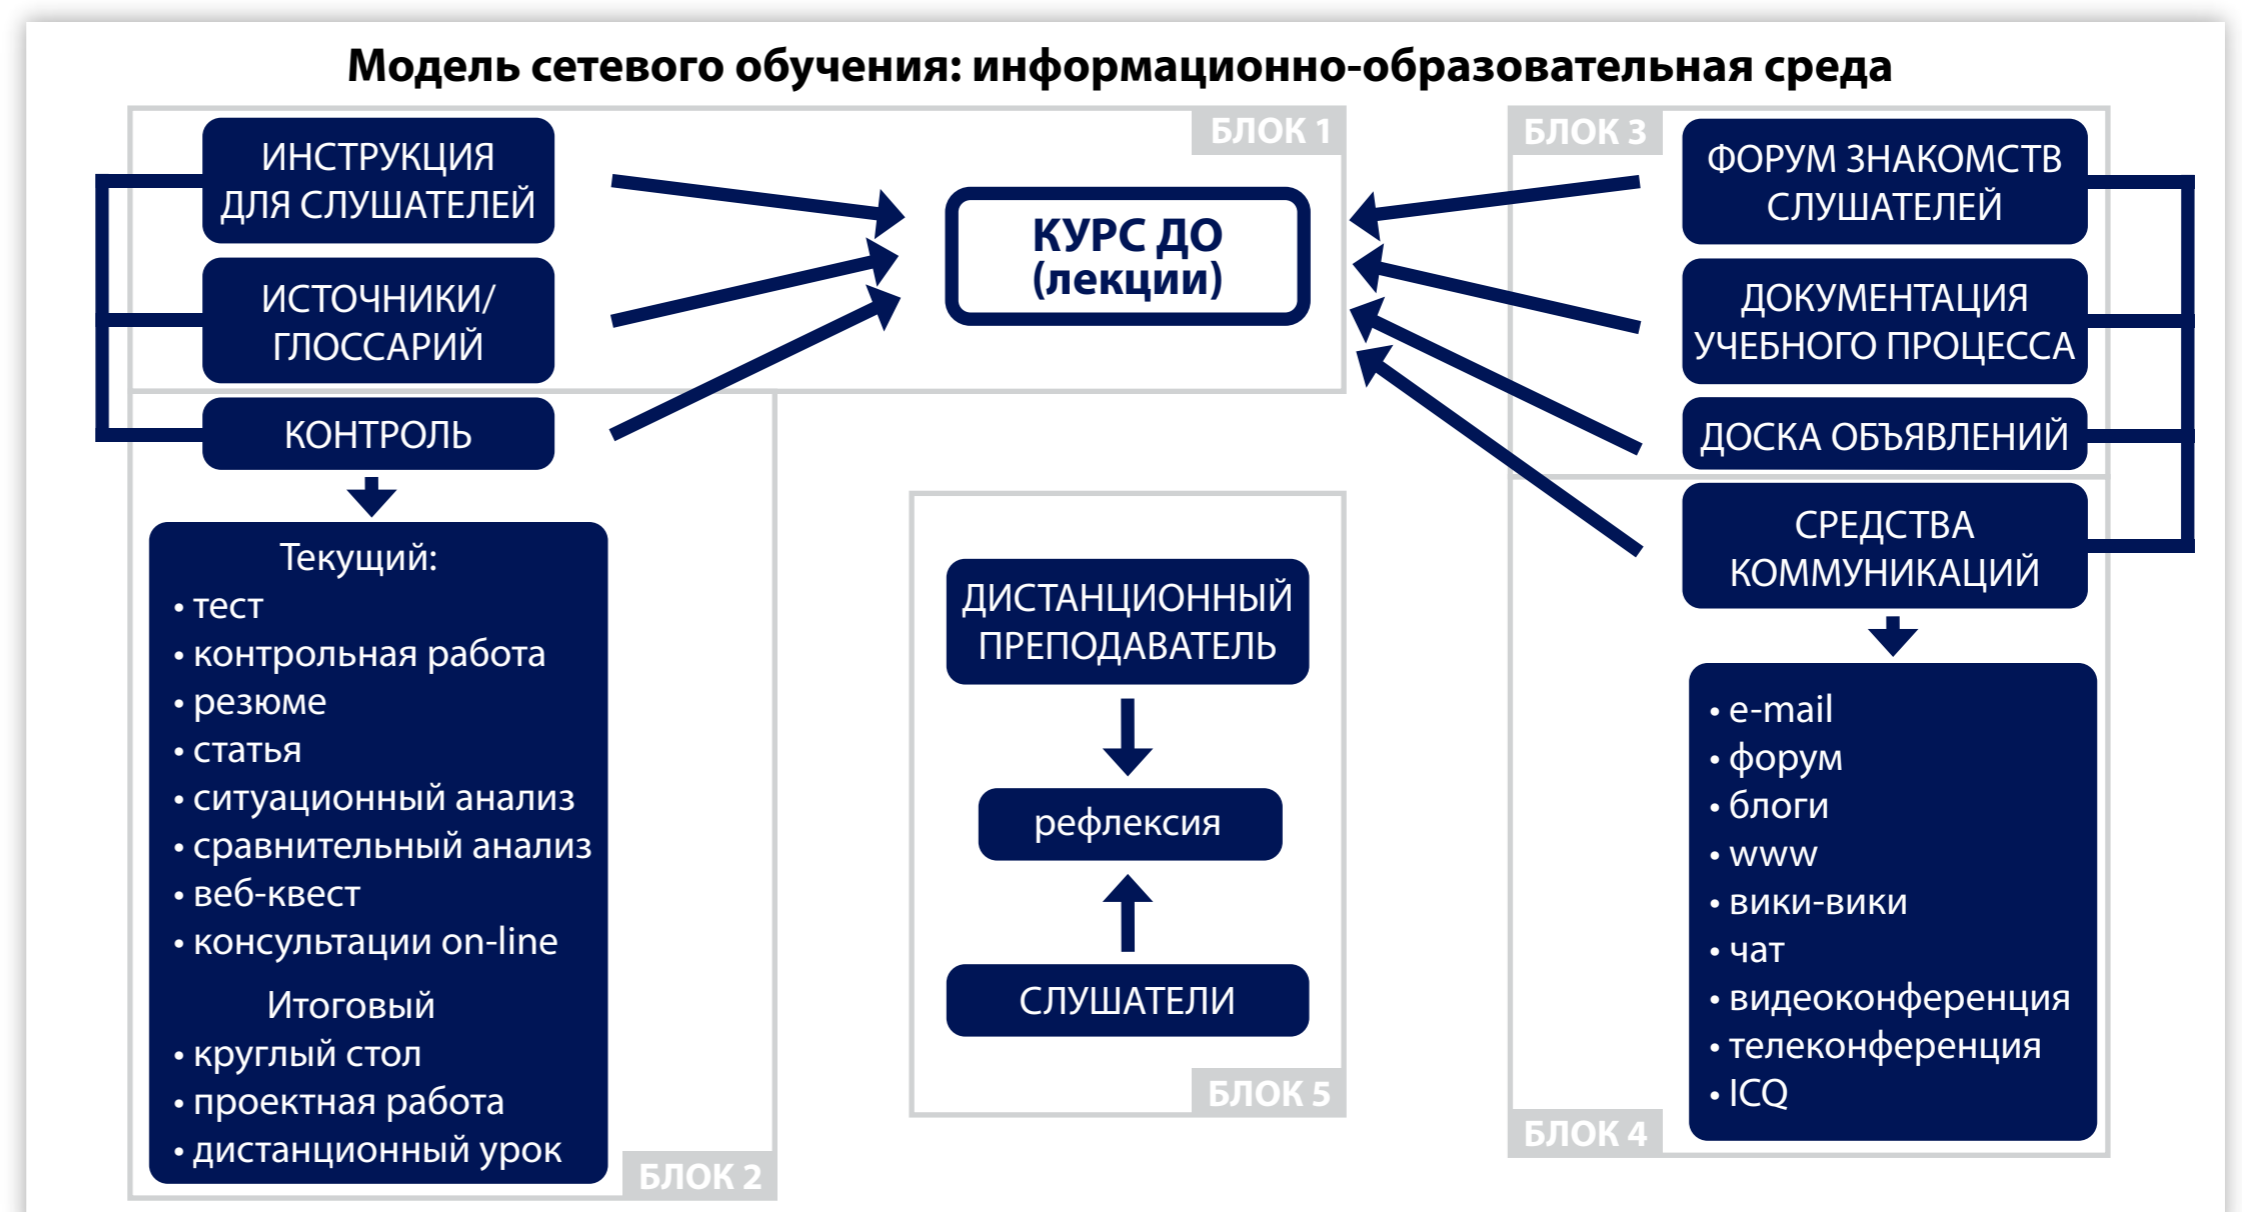 Модель сетевого обучения: информационно-образовательная среда
БЛОК 1
ИНСТРУКЦИЯ
ДЛЯ СЛУШАТЕЛЕЙ
ИСТОЧНИКИ/
ГЛОССАРИЙ
КУРС ДО
(лекции)
КОНТРОЛЬ
Текущий:
• тест
• контрольная работа
• резюме
• статья
• ситуационный анализ
• сравнительный анализ
• веб-квест
• консультации on-line
Итоговый
• круглый стол
• проектная работа
• дистанционный урок
БЛОК 2
БЛОК 3
ФОРУМ ЗНАКОМСТВ
СЛУШАТЕЛЕЙ
ДОКУМЕНТАЦИЯ
УЧЕБНОГО ПРОЦЕССА
ДОСКА ОБЪЯВЛЕНИЙ
СРЕДСТВА
КОММУНИКАЦИЙ
• e-mail
• форум
• блоги
• www
• вики-вики
• чат
• видеоконференция
• телеконференция
• ICQ
БЛОК 4
ДИСТАНЦИОННЫЙ
ПРЕПОДАВАТЕЛЬ
рефлексия
СЛУШАТЕЛИ
БЛОК 5